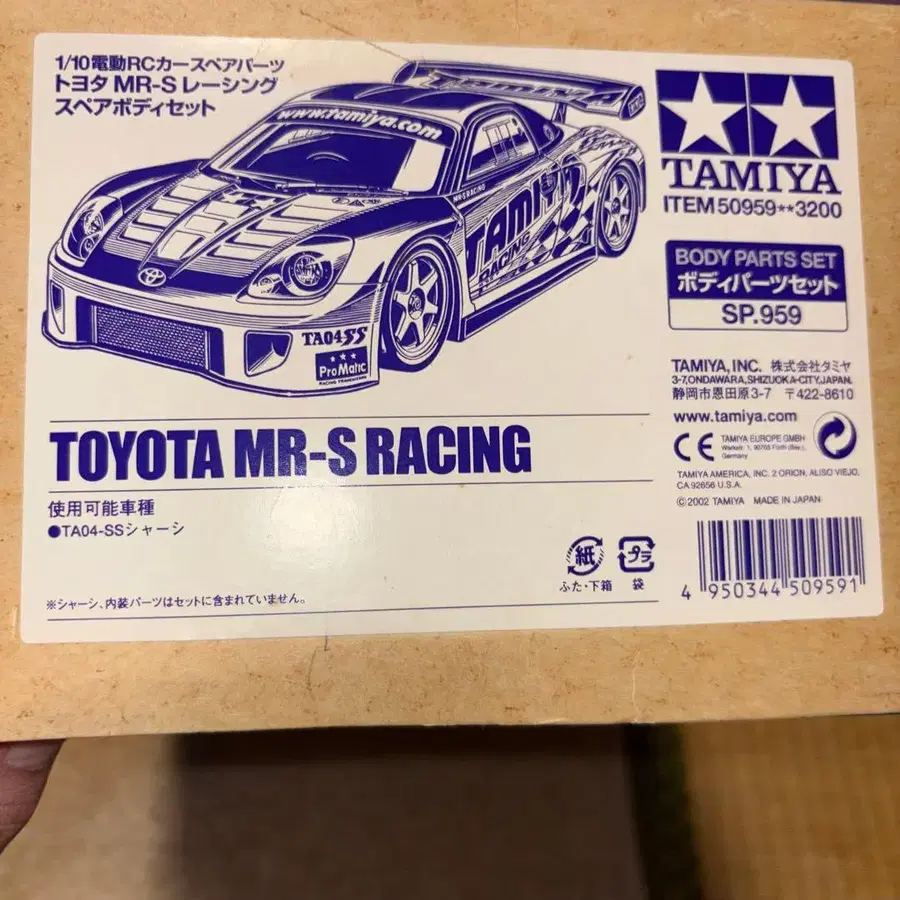 1/10電動RCカースペアパーツ
トヨタ MR-S レーシング
スペアボディセット
www.tamiya.com
MR-S RACING
TAMIYA
RACING
TA04SS
ProMatic
TAMIYA
ITEM 50959**3200
BODY PARTS SET
ボディパーツセット
SP.959
TAMIYA, INC. 株式会社タミヤ
3-7, ONDAWARA, SHIZUOKA-CITY, JAPAN.
静岡市恩田原3-7 〒422-8610
www.tamiya.com
CE
TAMIYA EUROPE GMBH
Germany
TAMIYA AMERICA, INC. 2 ORION, ALISO VIEJO,
CA 92656 U.S.A.
©2002 TAMIYA MADE IN JAPAN
TOYOTA MR-S RACING
使用可能車種
●TA04-SSシャーシ
紙
ふた・下箱
プラ
袋
※シャーシ、内装パーツはセットに含まれていません。
4 950344 509591